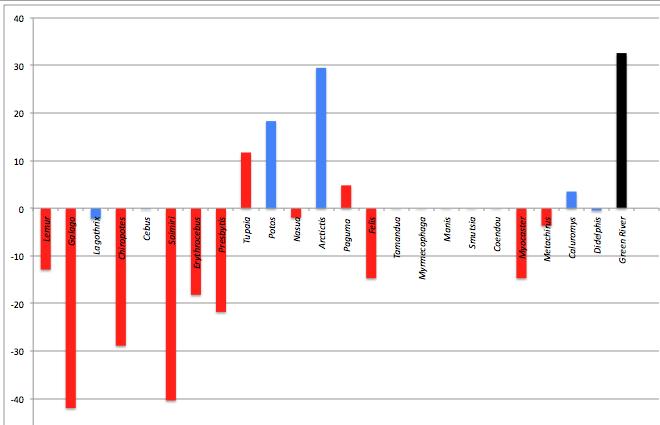 40
30
20
10
0
-10
-20
-30
-40
Lemur
Galago
Lagothrix
Chiropotes
Cebus
Saimiri
Erythrocebus
Presbytis
Tupaia
Potos
Nasua
Arctictis
Paguma
Felis
Tamandua
Myrmecophaga
Manis
Smutsia
Coendou
Myocaster
Metachirus
Caluromys
Didelphis
Green River